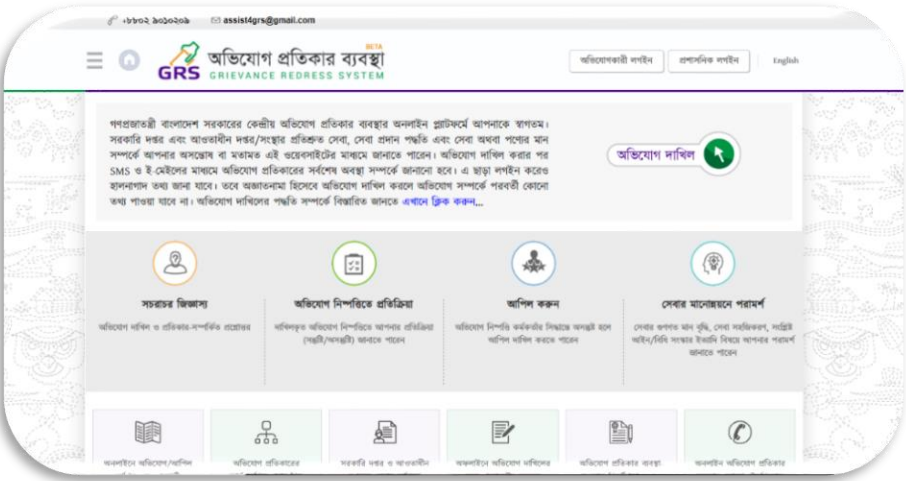 +৮৮০২ ৯০১০২০৯ assist4grs@gmail.com
BETA
অভিযোগ প্রতিকার ব্যবস্থা
GRS GRIEVANCE REDRESS SYSTEM
অভিযোগকারী লগইন প্রশাসনিক লগইন English
গণপ্রজাতন্ত্রী বাংলাদেশ সরকারের কেন্দ্রীয় অভিযোগ প্রতিকার ব্যবস্থার অনলাইন প্ল্যাটফর্মে আপনাকে স্বাগতম।
সরকারি দপ্তর এবং আওতাধীন দপ্তর/সংস্থার প্রতিশ্রুত সেবা, সেবা প্রদান পদ্ধতি এবং সেবা অথবা পণ্যের মান
সম্পর্কে আপনার অসন্তোষ বা মতামত এই ওয়েবসাইটের মাধ্যমে জানাতে পারেন। অভিযোগ দাখিল করার পর
SMS ও ই-মেইলের মাধ্যমে অভিযোগ প্রতিকারের সর্বশেষ অবস্থা সম্পর্কে জানানো হবে। এ ছাড়া লগইন করেও
হালনাগাদ তথ্য জানা যাবে। তবে অজ্ঞাতনামা হিসেবে অভিযোগ দাখিল করলে অভিযোগ সম্পর্কে পরবর্তী কোনো
তথ্য পাওয়া যাবে না। অভিযোগ দাখিলের পদ্ধতি সম্পর্কে বিস্তারিত জানতে এখানে ক্লিক করুন...
অভিযোগ দাখিল
সচরাচর জিজ্ঞাস্য
অভিযোগ দাখিল ও প্রতিকার-সম্পর্কিত প্রশ্নোত্তর
অভিযোগ নিষ্পত্তিতে প্রতিক্রিয়া
দাখিলকৃত অভিযোগ নিষ্পত্তিতে আপনার প্রতিক্রিয়া
(সন্তুষ্টি/অসন্তুষ্টি) জানাতে পারেন
আপিল করুন
অভিযোগ নিষ্পত্তি কর্মকর্তার সিদ্ধান্তে অসন্তুষ্ট হলে
আপিল দাখিল করতে পারেন
সেবার মানোন্নয়নে পরামর্শ
সেবার গুণগত মান বৃদ্ধি, সেবা সহজিকরণ, সংশ্লিষ্ট
আইন/বিধি সংস্কার ইত্যাদি বিষয়ে আপনার পরামর্শ
জানাতে পারেন
অনলাইনে অভিযোগ/আপিল
অভিযোগ প্রতিকারের
সরকারি দপ্তর ও আওতাধীন
অফলাইনে অভিযোগ দাখিলের
অভিযোগ প্রতিকার ব্যবস্থা
অনলাইন অভিযোগ প্রতিকার